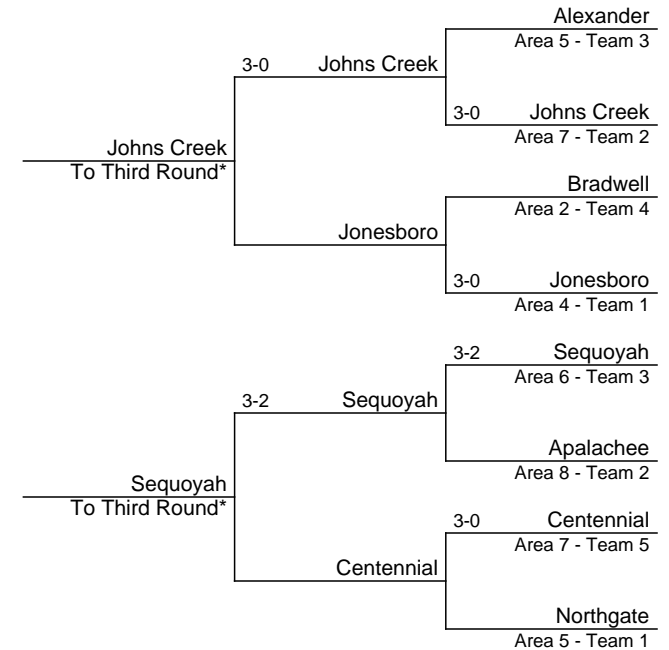 Alexander
Area 5 - Team 3
3-0 Johns Creek
3-0 Johns Creek
Area 7 - Team 2
Johns Creek
To Third Round*
Bradwell
Area 2 - Team 4
Jonesboro
3-0 Jonesboro
Area 4 - Team 1
3-2 Sequoyah
Area 6 - Team 3
3-2 Sequoyah
Apalachee
Area 8 - Team 2
Sequoyah
To Third Round*
3-0 Centennial
Area 7 - Team 5
Centennial
Northgate
Area 5 - Team 1